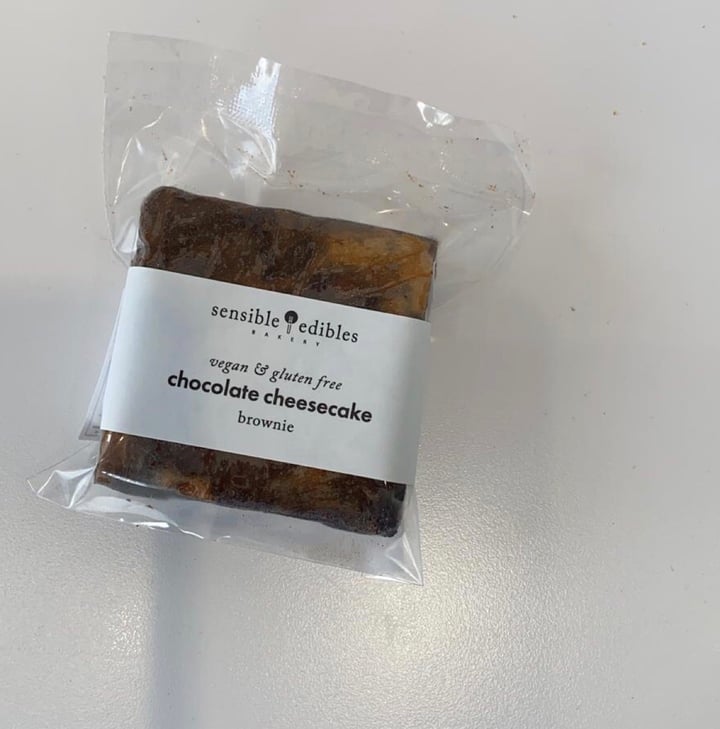 sensible edibles
BAKERY
vegan & gluten free
chocolate cheesecake
brownie